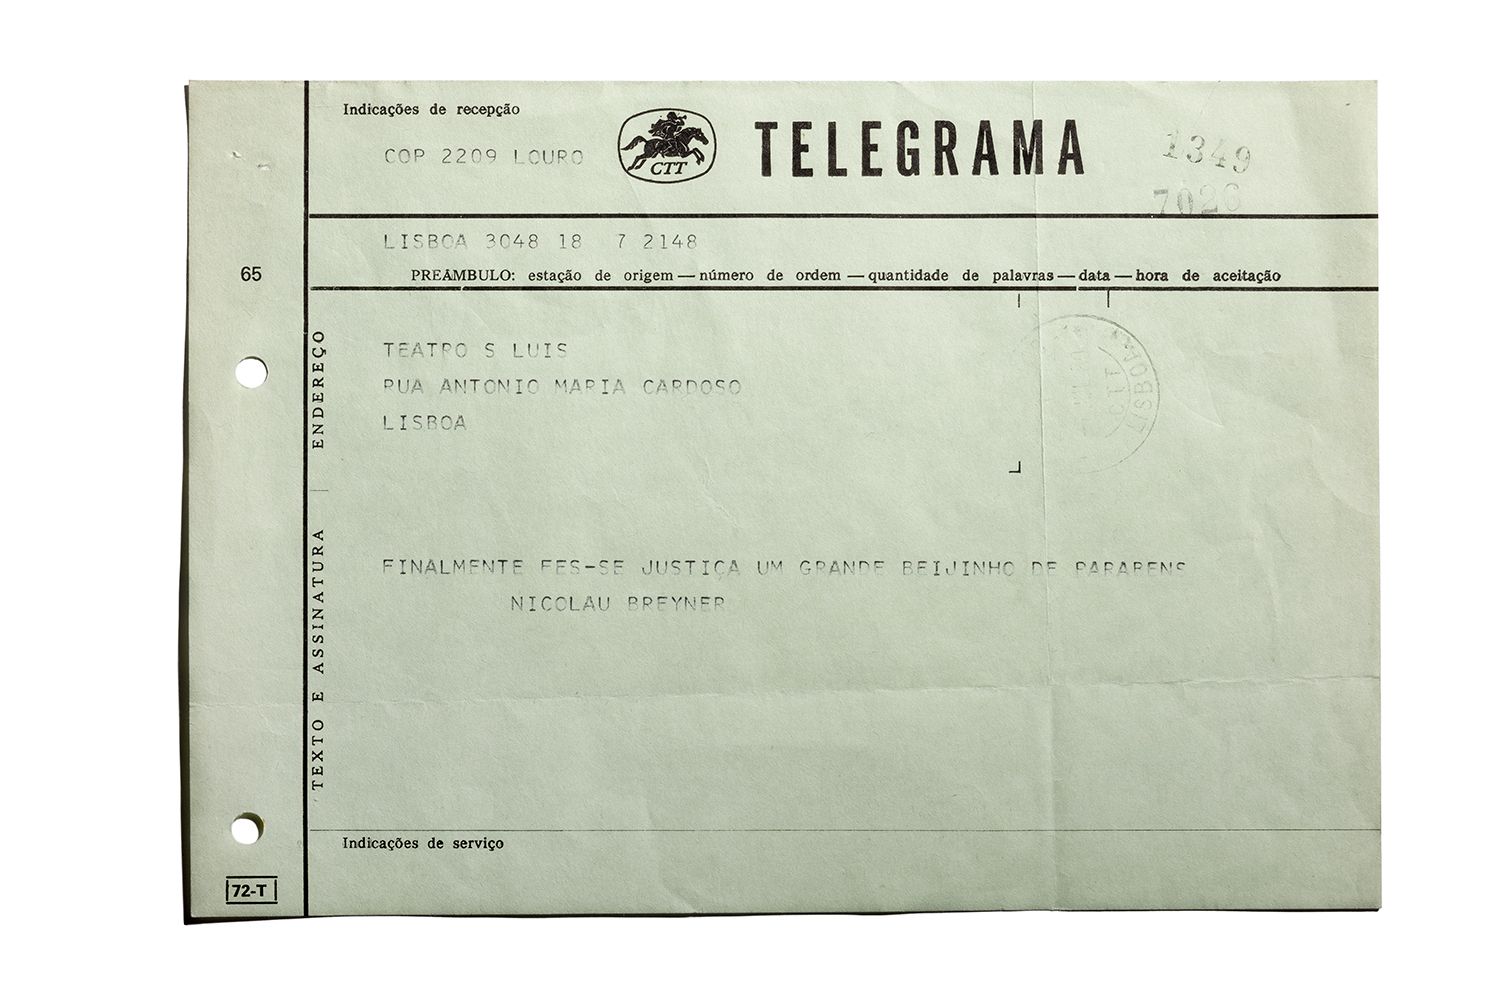 Indicações de recepção
COP 2209 LOURO
CTT
TELEGRAMA
1349
7026
LISBOA 3048 18 7 2148
65
PREÂMBULO: estação de origem — número de ordem — quantidade de palavras — data — hora de aceitação
ENDEREÇO
TEATRO S LUIS
RUA ANTONIO MARIA CARDOSO
LISBOA
LISBOA
TEXTO E ASSINATURA
FINALMENTE FES-SE JUSTIÇA UM GRANDE BEIJINHO DE PARABENS
NICOLAU BREYNER
Indicações de serviço
72-T